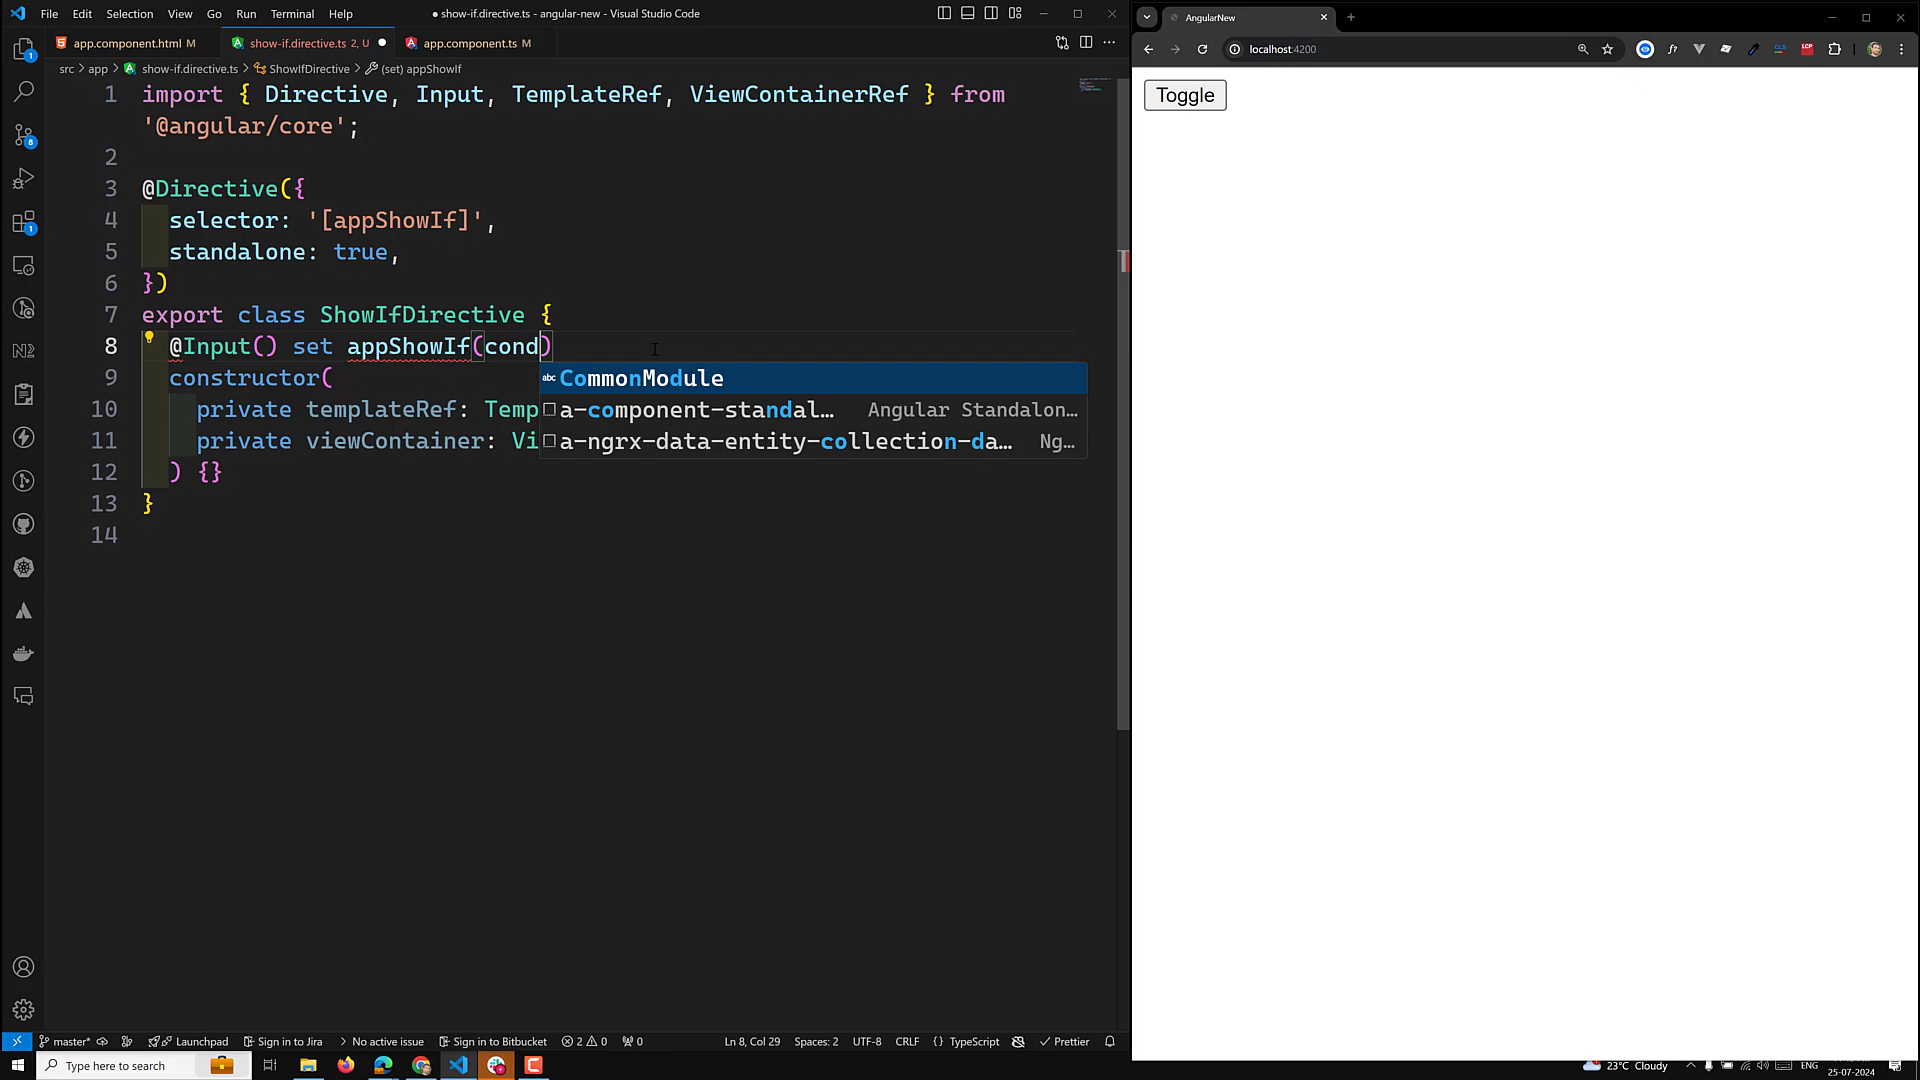 File Edit Selection View Go Run Terminal Help
● show-if.directive.ts - angular-new - Visual Studio Code
app.component.html M
show-if.directive.ts 2, U ●
app.component.ts M
src > app > show-if.directive.ts > ShowIfDirective > (set) appShowIf
1 import { Directive, Input, TemplateRef, ViewContainerRef } from
'@angular/core';
2
3 @Directive({
4 selector: '[appShowIf]',
5 standalone: true,
6 })
7 export class ShowIfDirective {
8 @Input() set appShowIf(cond)
9 constructor(
10 private templateRef: Temp
11 private viewContainer: Vi
12 ) {}
13 }
14
abc CommonModule
a-component-standal… Angular Standalon…
a-ngrx-data-entity-collection-da… Ng…
1
8
1
master* Launchpad Sign in to Jira No active issue Sign in to Bitbucket 2 0 0 Ln 8, Col 29 Spaces: 2 UTF-8 CRLF {} TypeScript Prettier
Type here to search
AngularNew
localhost:4200
CLS
LCP
f?
Toggle
23°C Cloudy
ENG
25-07-2024